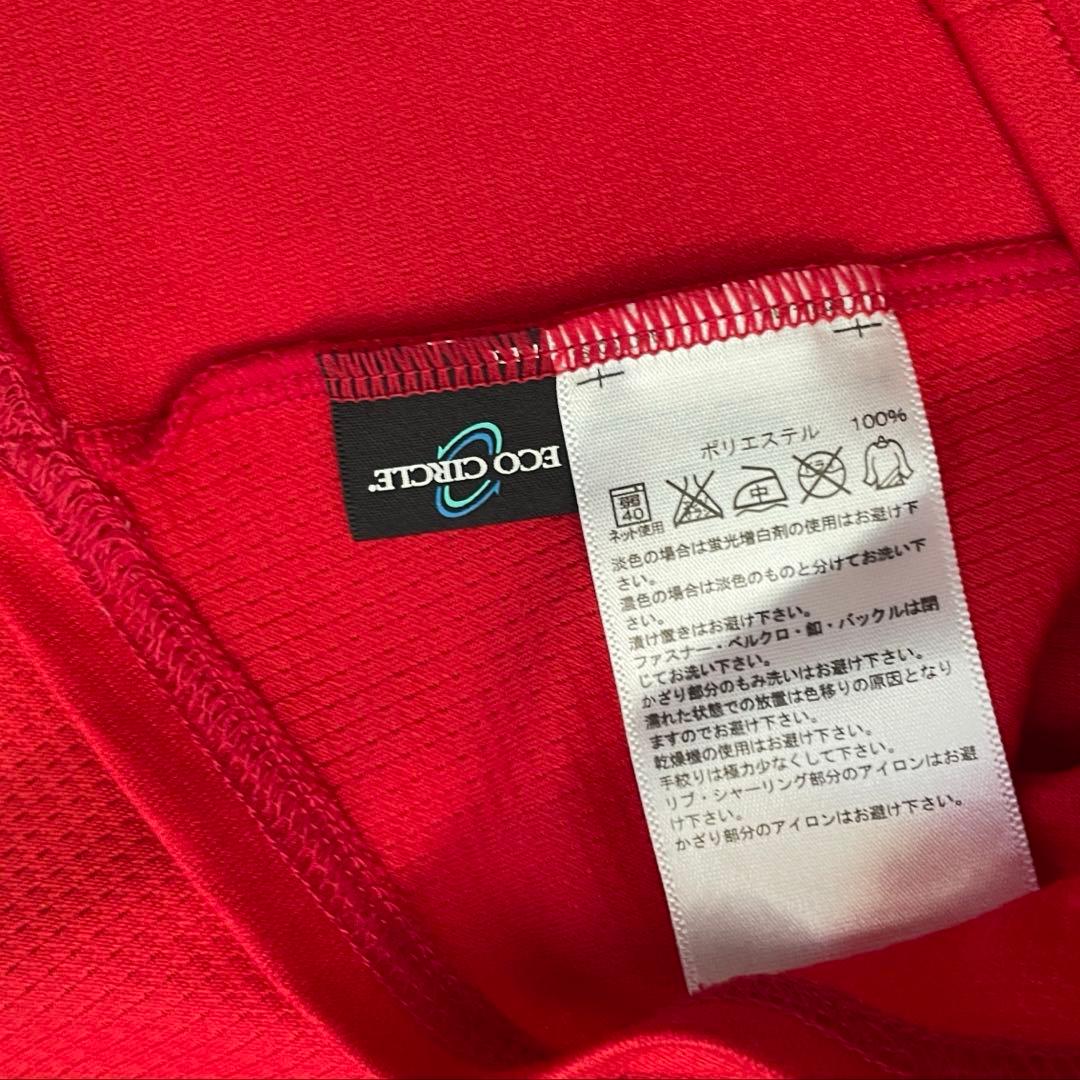 ECO CIRCLE®
ポリエステル 100%
弱
40
中
ネット使用
淡色の場合は蛍光増白剤の使用はお避け下
さい。
濃色の場合は淡色のものと分けてお洗い下
さい。
漬け置きはお避け下さい。
ファスナー・ベルクロ・釦・バックルは閉
じてお洗い下さい。
かざり部分のもみ洗いはお避け下さい。
濡れた状態での放置は色移りの原因となり
ますのでお避け下さい。
乾燥機の使用はお避け下さい。
手絞りは極力少なくして下さい。
リブ・シャーリング部分のアイロンはお避
け下さい。
かざり部分のアイロンはお避け下さい。